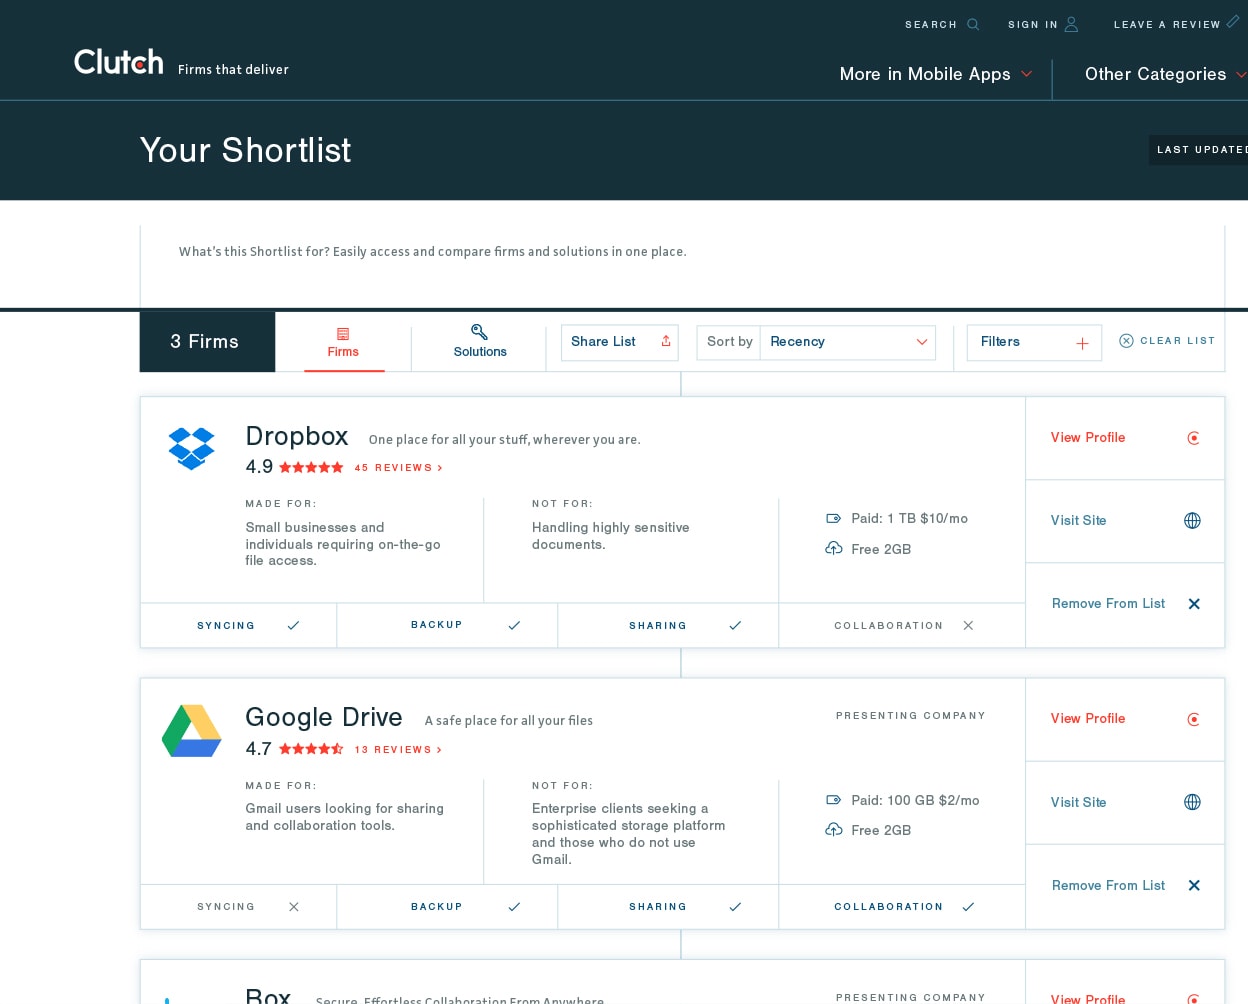 SEARCH
SIGN IN
LEAVE A REVIEW
Clutch
Firms that deliver
More in Mobile Apps
Other Categories
Your Shortlist
LAST UPDATED
What's this Shortlist for? Easily access and compare firms and solutions in one place.
3 Firms
Firms
Solutions
Share List
Sort by
Recency
Filters
CLEAR LIST
Dropbox
One place for all your stuff, wherever you are.
View Profile
4.9
45 REVIEWS >
MADE FOR:
NOT FOR:
Small businesses and
individuals requiring on-the-go
file access.
Handling highly sensitive
documents.
Paid: 1 TB $10/mo
Free 2GB
Visit Site
Remove From List
SYNCING
BACKUP
SHARING
COLLABORATION
Google Drive
A safe place for all your files
PRESENTING COMPANY
View Profile
4.7
13 REVIEWS >
MADE FOR:
NOT FOR:
Gmail users looking for sharing
and collaboration tools.
Enterprise clients seeking a
sophisticated storage platform
and those who do not use
Gmail.
Paid: 100 GB $2/mo
Free 2GB
Visit Site
Remove From List
SYNCING
BACKUP
SHARING
COLLABORATION
Box
Secure, Effortless Collaboration From Anywhere
PRESENTING COMPANY
View Profile